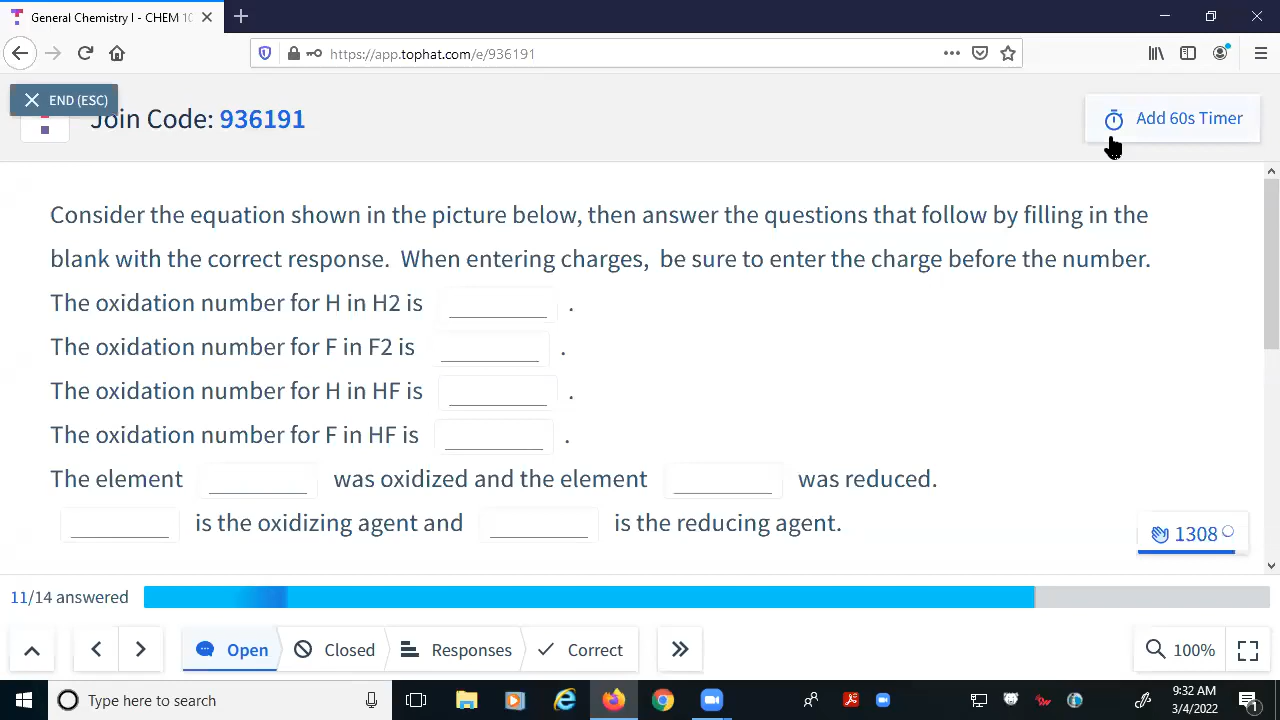 General Chemistry I - CHEM 10
https://app.tophat.com/e/936191
END (ESC)
Join Code: 936191
Add 60s Timer
Consider the equation shown in the picture below, then answer the questions that follow by filling in the
blank with the correct response. When entering charges, be sure to enter the charge before the number.
The oxidation number for H in H2 is .
The oxidation number for F in F2 is .
The oxidation number for H in HF is .
The oxidation number for F in HF is .
The element was oxidized and the element was reduced.
is the oxidizing agent and is the reducing agent.
1308
11/14 answered
Open
Closed
Responses
Correct
100%
Type here to search
9:32 AM
3/4/2022
1